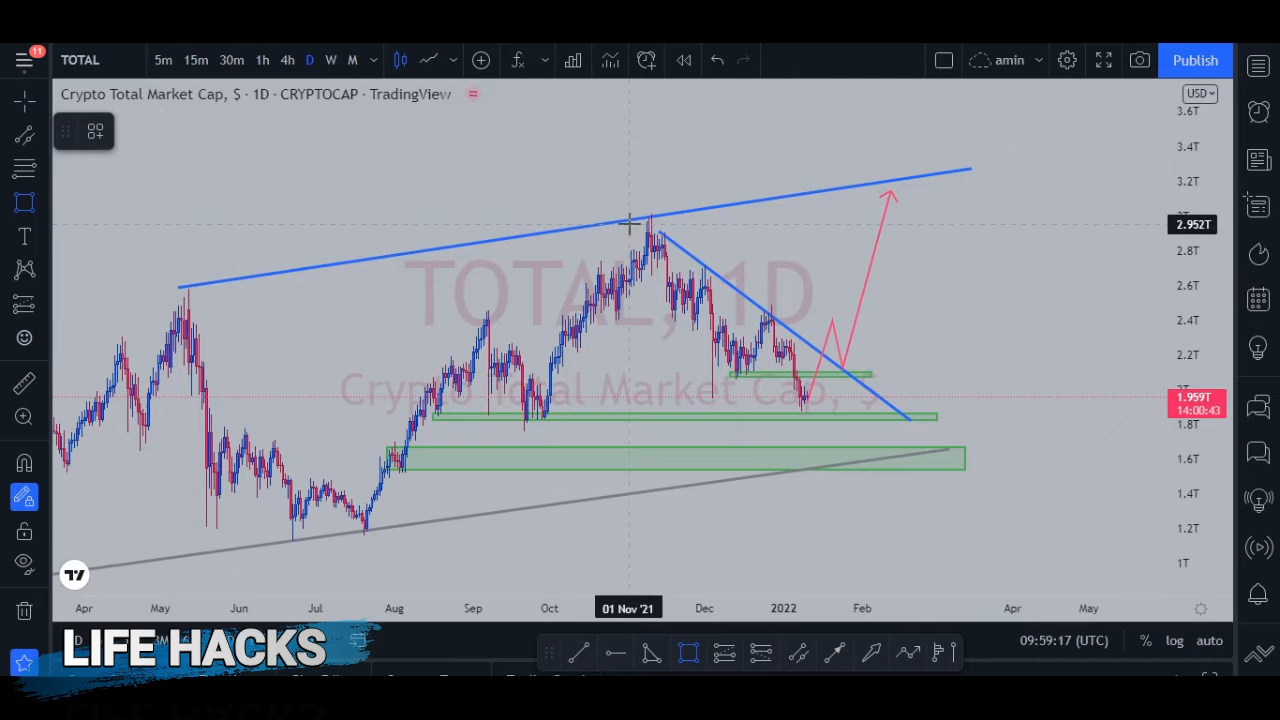 11
TOTAL 5m 15m 30m 1h 4h D W M amin Publish
Crypto Total Market Cap, $ · 1D · CRYPTOCAP · TradingView
USD
3.6T
3.4T
3.2T
2.952T
2.8T
2.6T
TOTAL, 1D
2.4T
2.2T
Crypto Total Market Cap, $
1.959T
14:00:43
1.8T
1.6T
1.4T
1.2T
1T
Apr May Jun Jul Aug Sep Oct 01 Nov '21 Dec 2022 Feb Apr May
09:59:17 (UTC) % log auto
LIFE HACKS